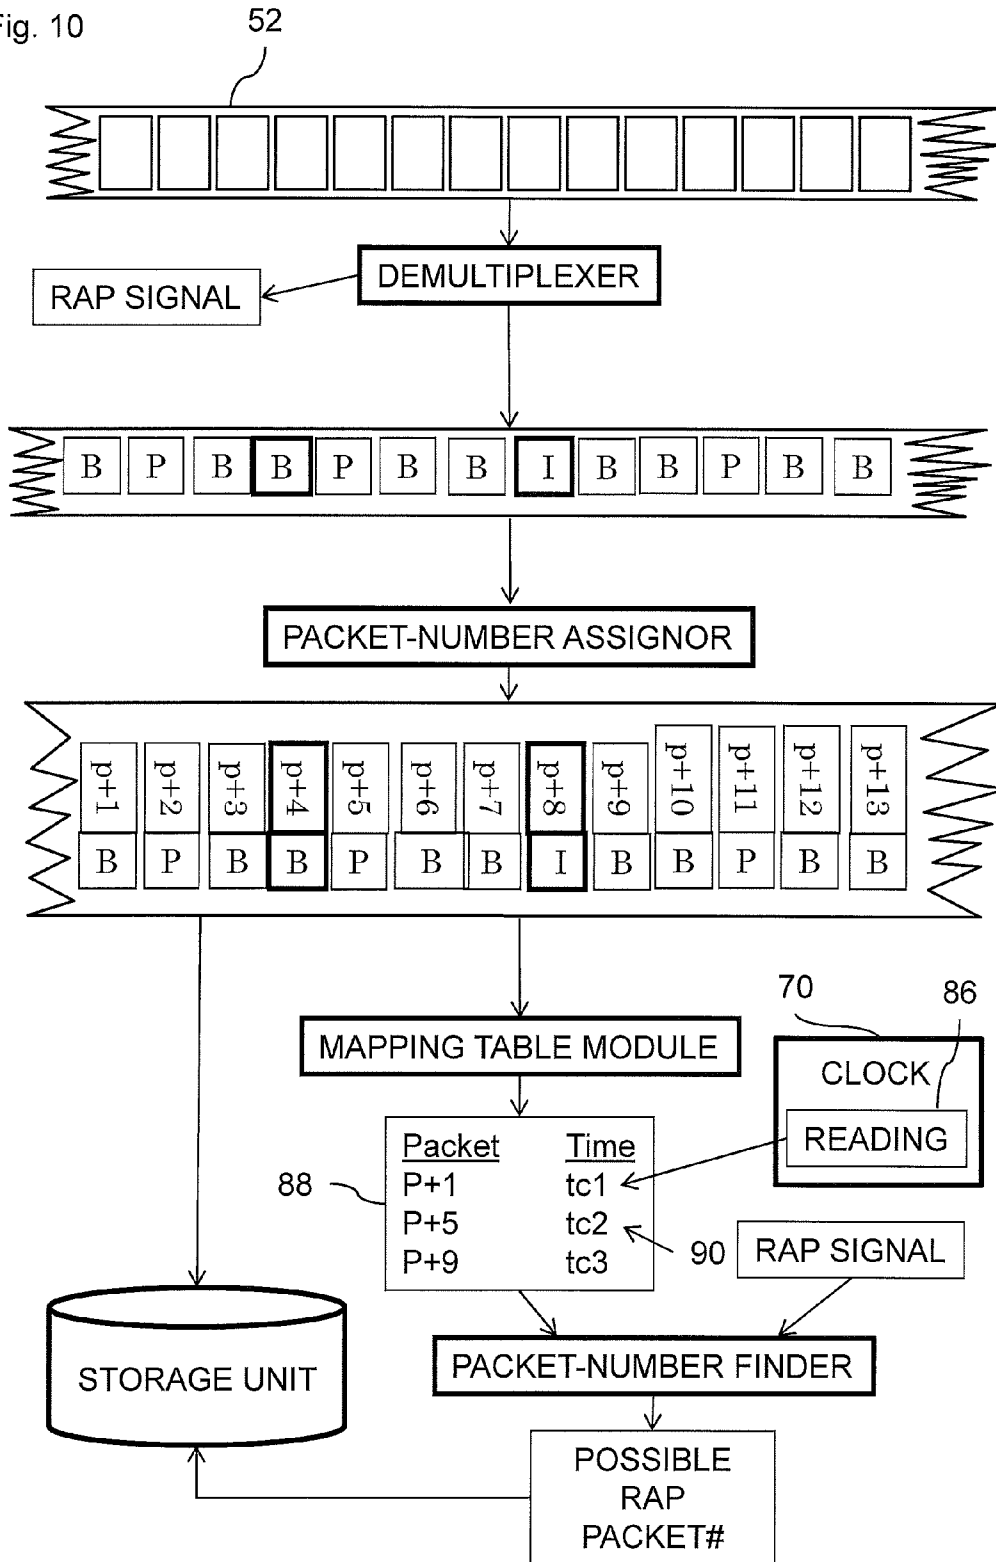 Fig. 10
52
DEMULTIPLEXER
RAP SIGNAL
B P B B P B B I B B P B B
PACKET-NUMBER ASSIGNOR
p+1 p+2 p+3 p+4 p+5 p+6 p+7 p+8 p+9 p+10 p+11 p+12 p+13
B P B B P B B I B B P B B
70
86
MAPPING TABLE MODULE
CLOCK
READING
Packet Time
P+1 tc1
P+5 tc2
P+9 tc3
88
90
RAP SIGNAL
STORAGE UNIT
PACKET-NUMBER FINDER
POSSIBLE
RAP
PACKET#